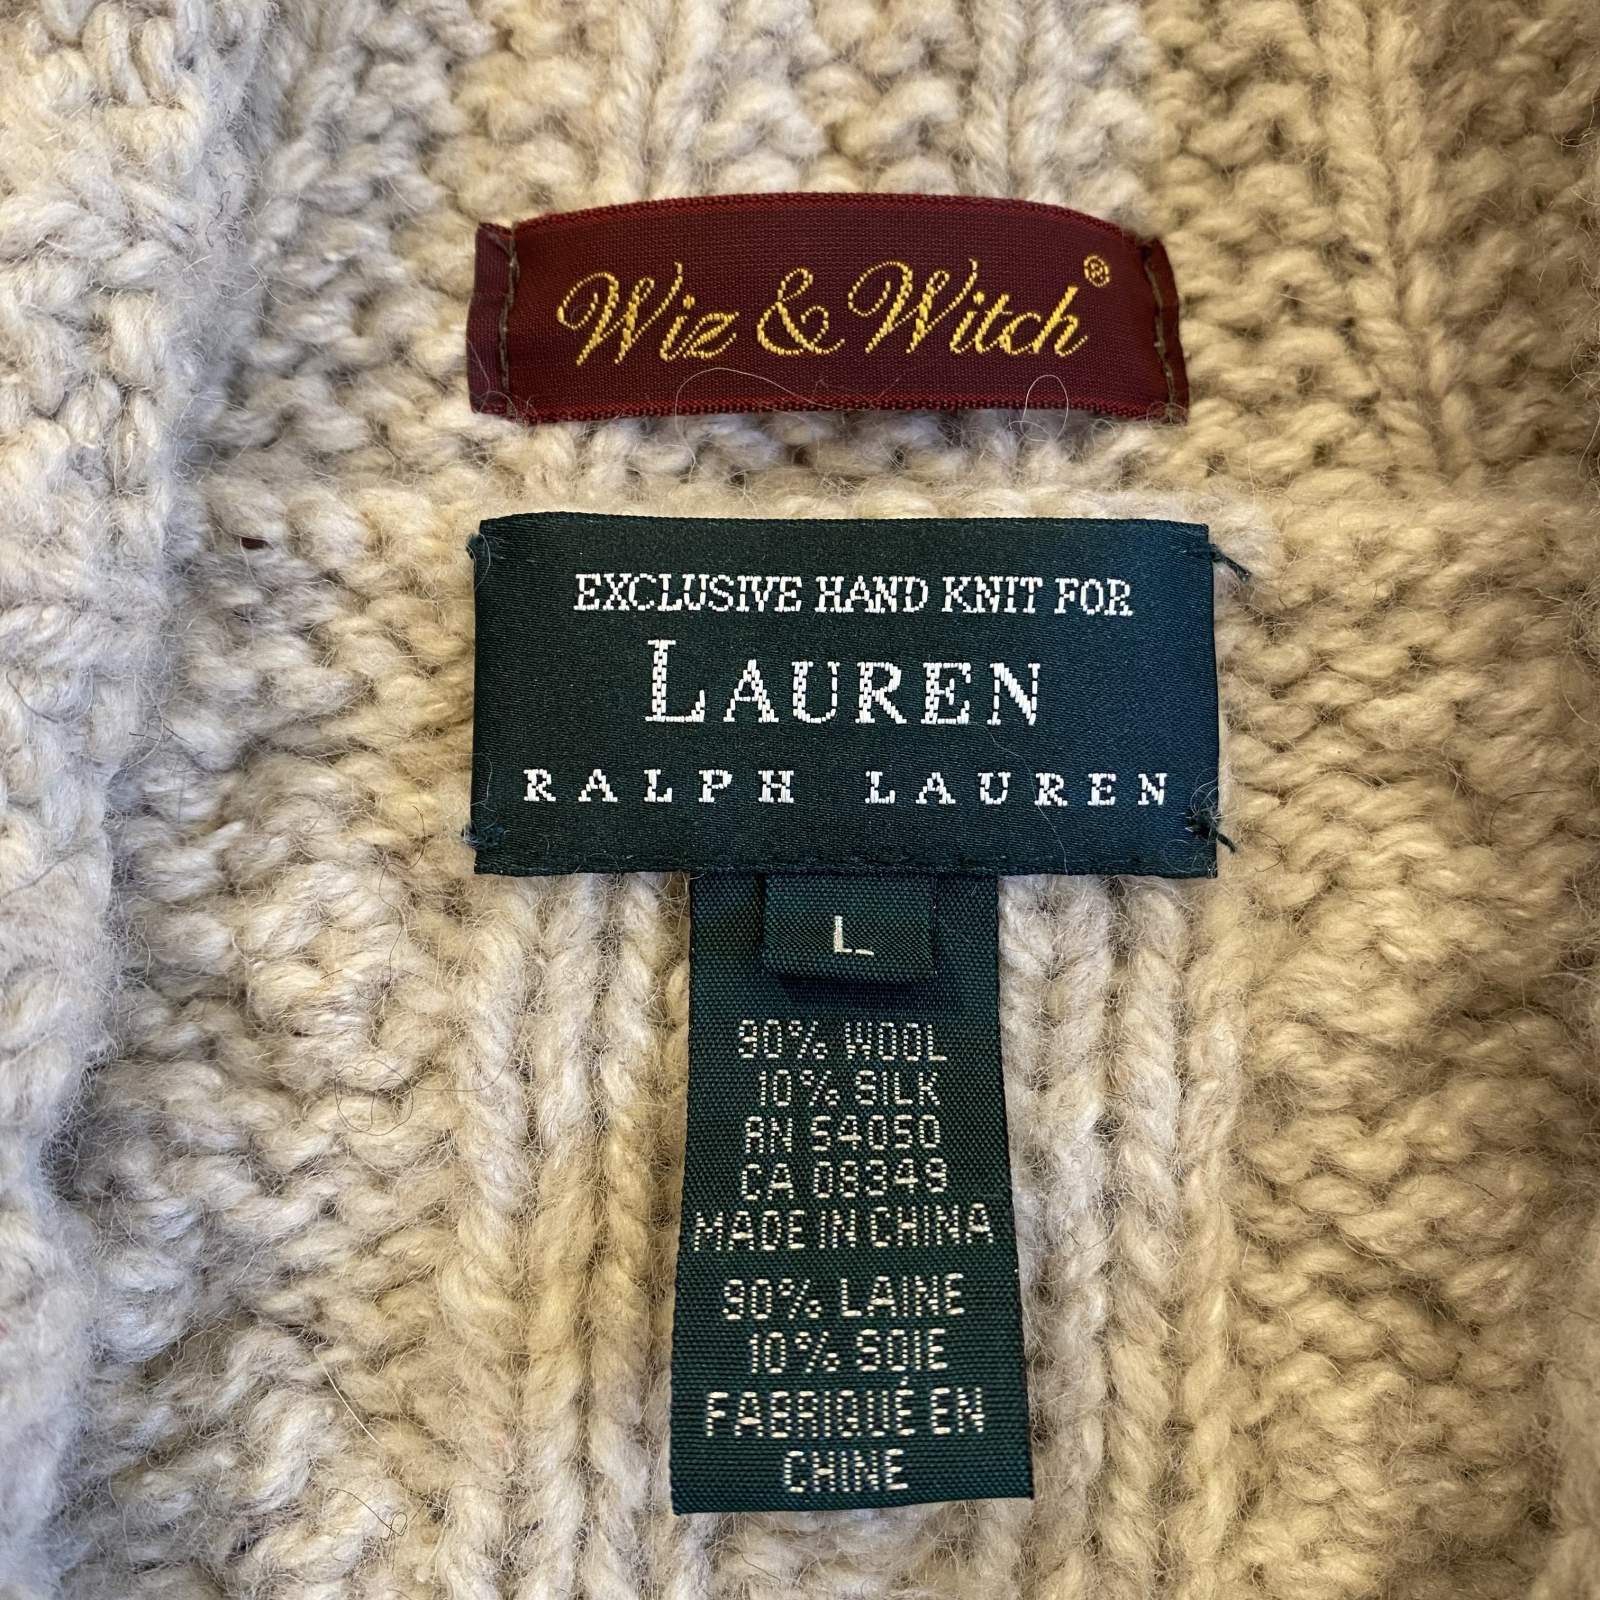 Wiz & Witch®
EXCLUSIVE HAND KNIT FOR
LAUREN
RALPH LAUREN
L
90% WOOL
10% SILK
RN 54050
CA 08349
MADE IN CHINA
90% LAINE
10% SOIE
FABRIQUÉ EN
CHINE